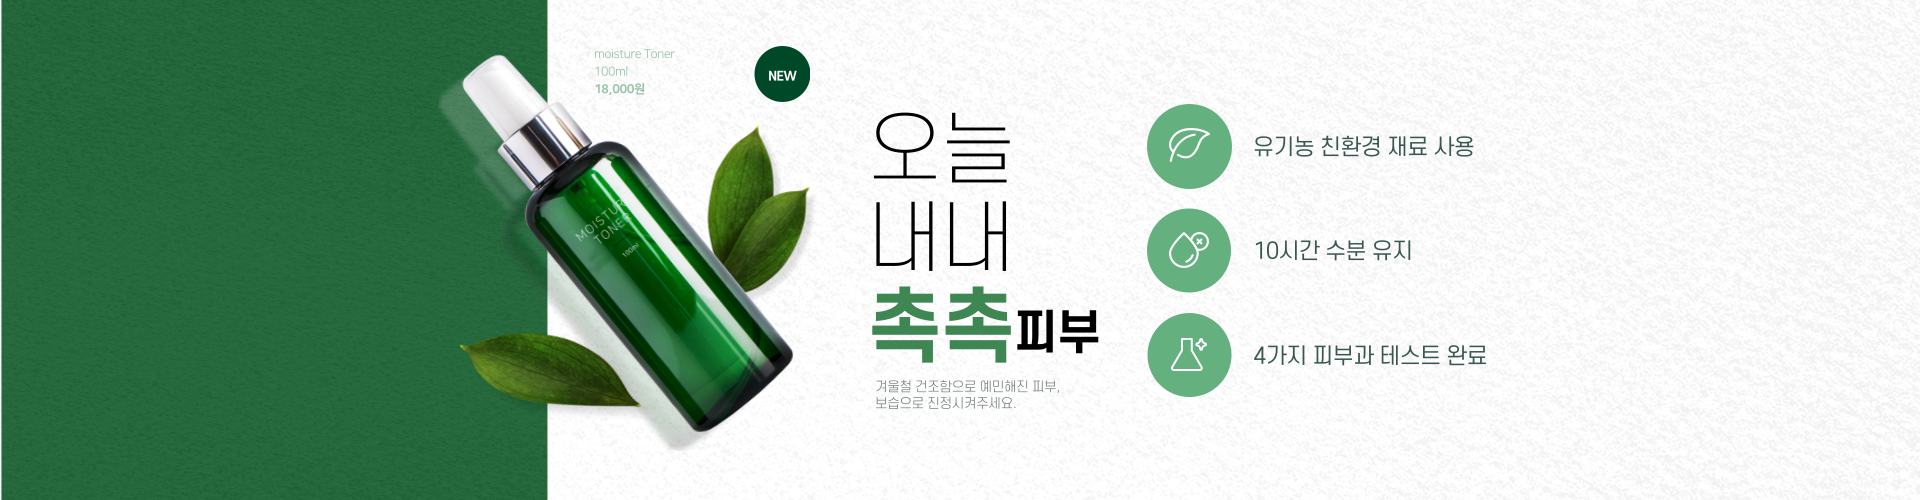 moisture Toner
100ml
18,000원
NEW
MOISTUR
TONER
100ml
오늘
내내
촉촉피부
겨울철 건조함으로 예민해진 피부,
보습으로 진정시켜주세요.
유기농 친환경 재료 사용
10시간 수분 유지
4가지 피부과 테스트 완료